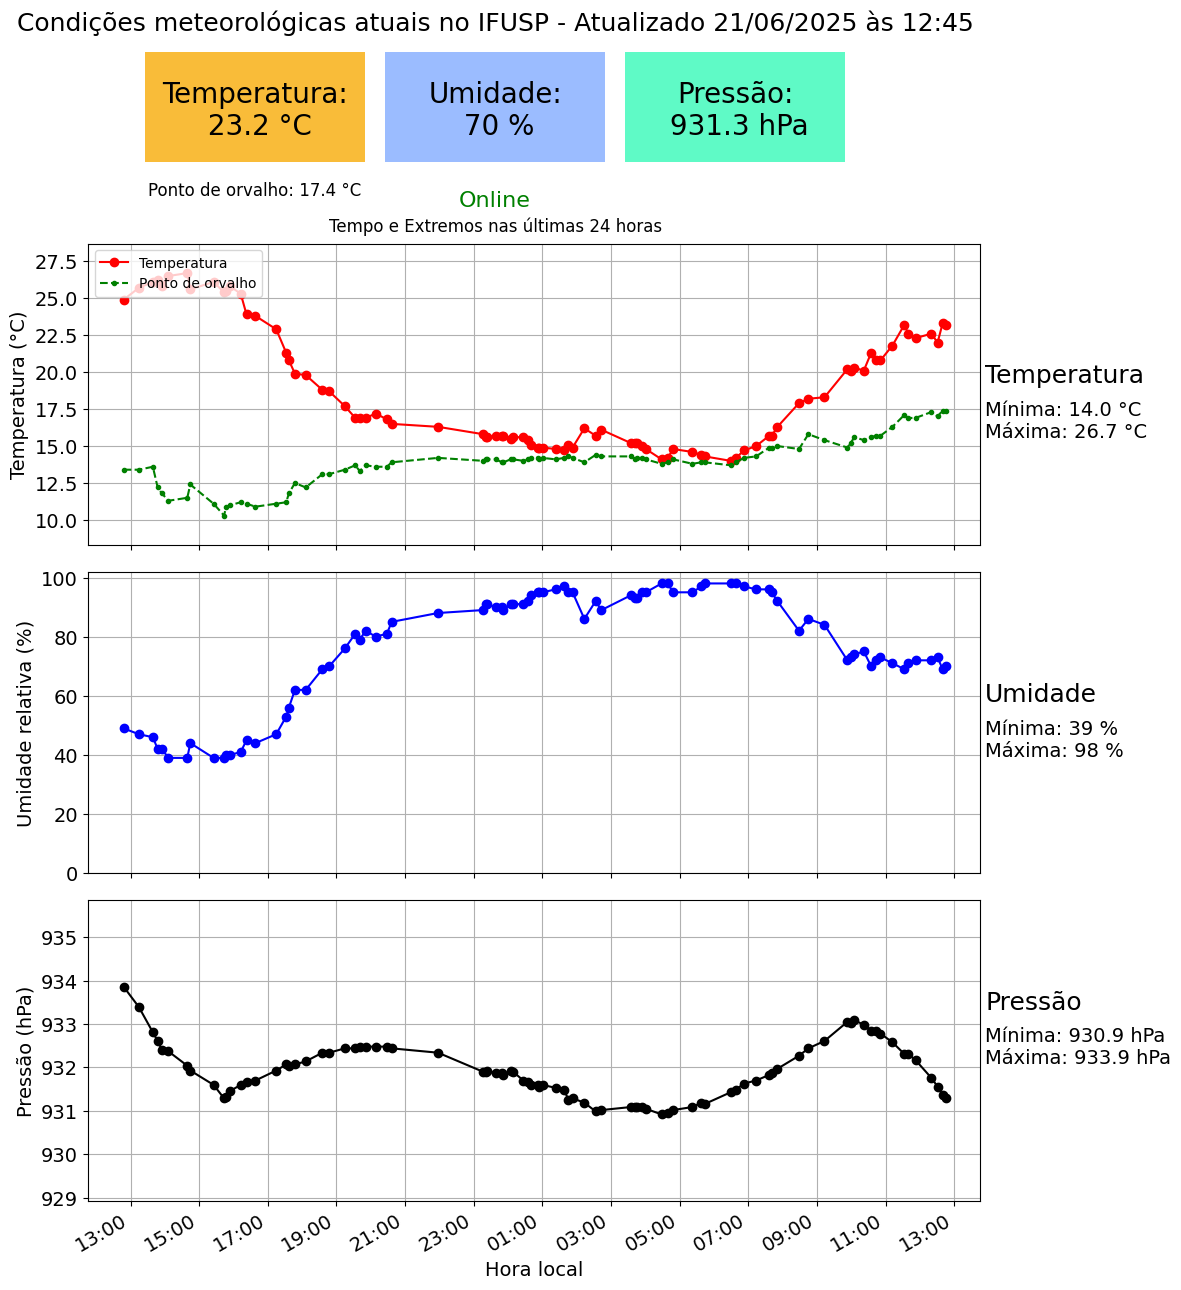 Condições meteorológicas atuais no IFUSP - Atualizado 21/06/2025 às 12:45
Temperatura:
23.2 °C
Umidade:
70 %
Pressão:
931.3 hPa
Ponto de orvalho: 17.4 °C
Online
Tempo e Extremos nas últimas 24 horas
Temperatura (°C)
27.5
25.0
22.5
20.0
17.5
15.0
12.5
10.0
Temperatura
Ponto de orvalho
Temperatura
Mínima: 14.0 °C
Máxima: 26.7 °C
Umidade relativa (%)
100
80
60
40
20
0
Umidade
Mínima: 39 %
Máxima: 98 %
Pressão (hPa)
935
934
933
932
931
930
929
Pressão
Mínima: 930.9 hPa
Máxima: 933.9 hPa
13:00
15:00
17:00
19:00
21:00
23:00
01:00
03:00
05:00
07:00
09:00
11:00
13:00
Hora local